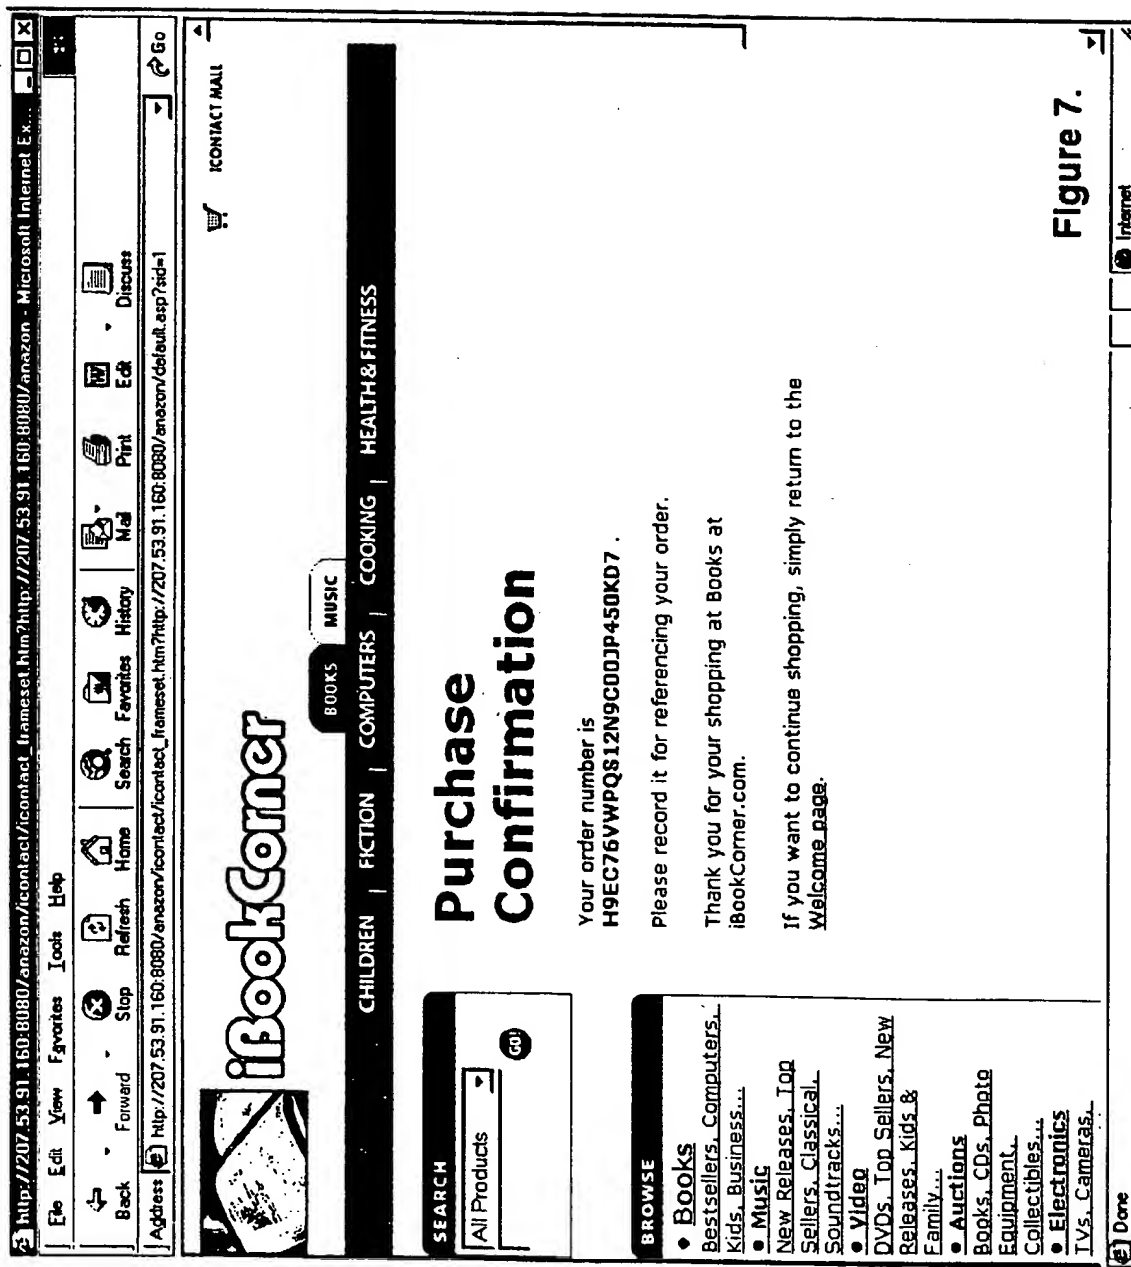 http://207.53.91.160:8080/anazon/icontact/icontact_frameset.htm?http://207.53.91.160:8080/anazon - Microsoft Internet Ex...
File Edit View Favorites Tools Help
Back Forward Stop Refresh Home Search Favorites History Mail Print Edit Discuss
Address http://207.53.91.160:8080/anazon/icontact/icontact_frameset.htm?http://207.53.91.160:8080/anazon/default.asp?sid=1 Go
iBookCorner
ICONTACT MALL
BOOKS MUSIC
CHILDREN | FICTION | COMPUTERS | COOKING | HEALTH & FITNESS
SEARCH
All Products
GO!
BROWSE
• Books
Bestsellers, Computers,
Kids, Business...
• Music
New Releases, Top
Sellers, Classical,
Soundtracks...
• Video
DVDs, Top Sellers, New
Releases, Kids &
Family...
• Auctions
Books, CDs, Photo
Equipment,
Collectibles...
• Electronics
TVs, Cameras,
Purchase
Confirmation
Your order number is
H9EC76VWPQS12N9C00JP450KD7 .
Please record it for referencing your order.
Thank you for your shopping at Books at
iBookCorner.com.
If you want to continue shopping, simply return to the
Welcome page.
Figure 7.
Done Internet